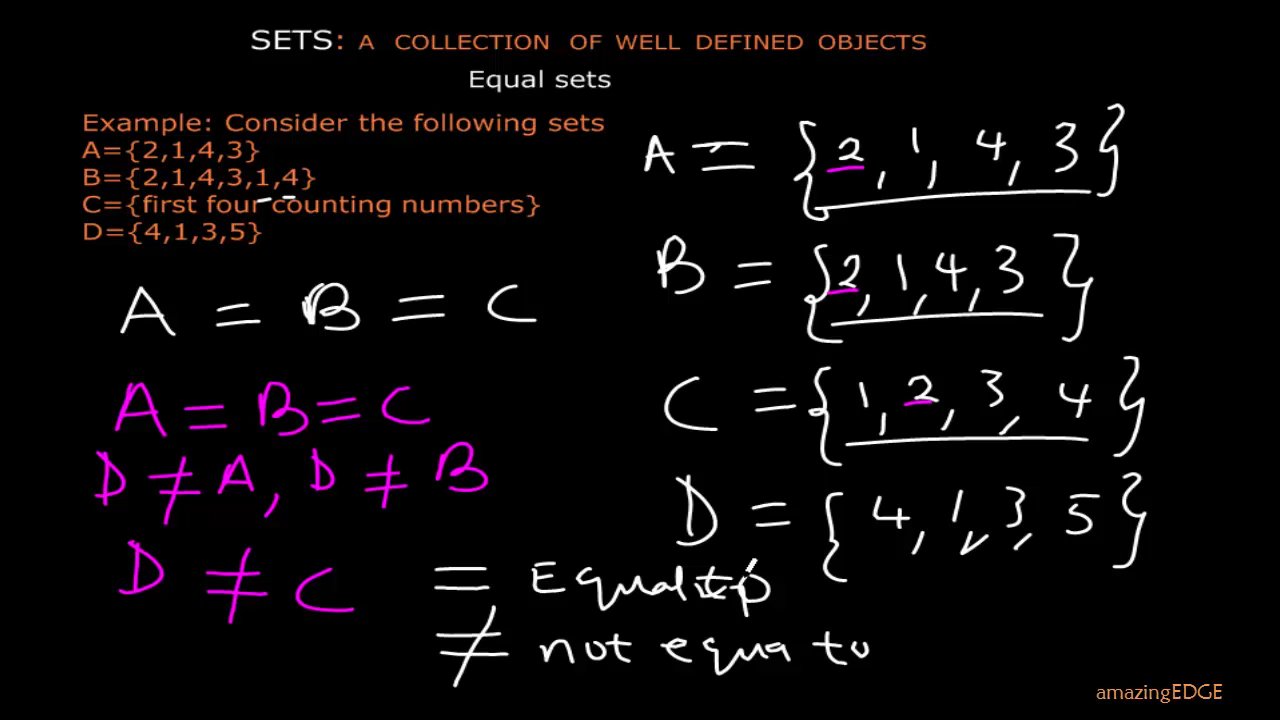 SETS: A COLLECTION OF WELL DEFINED OBJECTS
Equal sets
Example: Consider the following sets
A={2,1,4,3}
B={2,1,4,3,1,4}
C={first four counting numbers}
D={4,1,3,5}
A = B = C
A = B = C
D ≠ A, D ≠ B
D ≠ C
A = {2, 1, 4, 3}
B = {2, 1, 4, 3}
C = {1, 2, 3, 4}
D = {4, 1, 3, 5}
= Equal
≠ not equa to
amazingEDGE